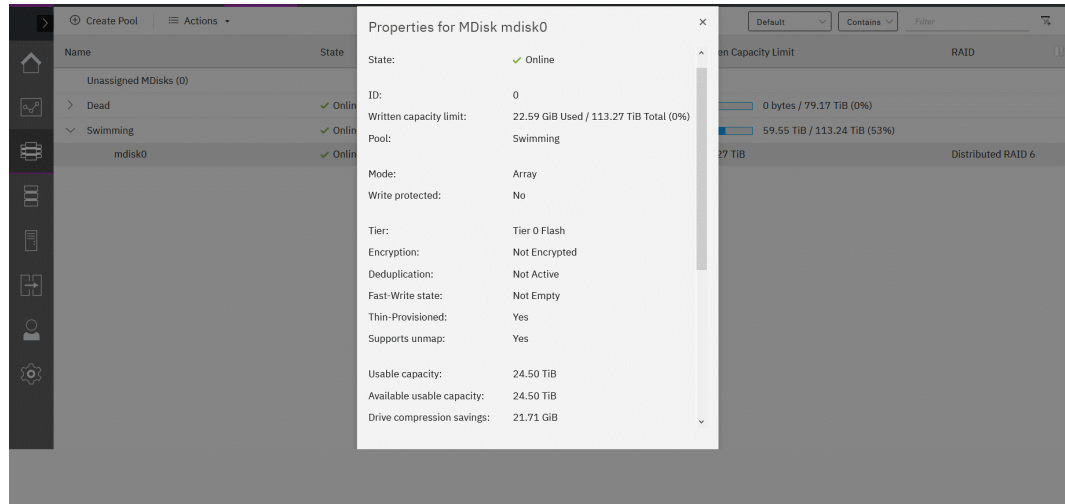 Create Pool
Actions
Default
Contains
Filter
Name
State
en Capacity Limit
RAID
Unassigned MDisks (0)
Dead
Onlin
0 bytes / 79.17 TiB (0%)
Swimming
Onlin
59.55 TiB / 113.24 TiB (53%)
mdisk0
Onlin
27 TiB
Distributed RAID 6
Properties for MDisk mdisk0
State: Online
ID: 0
Written capacity limit: 22.59 GiB Used / 113.27 TiB Total (0%)
Pool: Swimming
Mode: Array
Write protected: No
Tier: Tier 0 Flash
Encryption: Not Encrypted
Deduplication: Not Active
Fast-Write state: Not Empty
Thin-Provisioned: Yes
Supports unmap: Yes
Usable capacity: 24.50 TiB
Available usable capacity: 24.50 TiB
Drive compression savings: 21.71 GiB